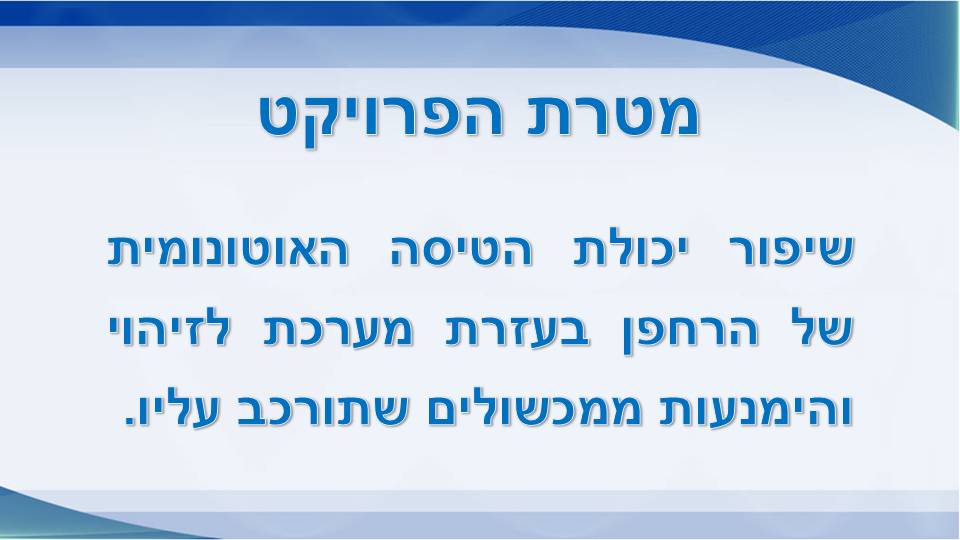 מטרת הפרויקט
שיפור יכולת הטיסה האוטונומית
של הרחפן בעזרת מערכת לזיהוי
והימנעות ממכשולים שתורכב עליו.